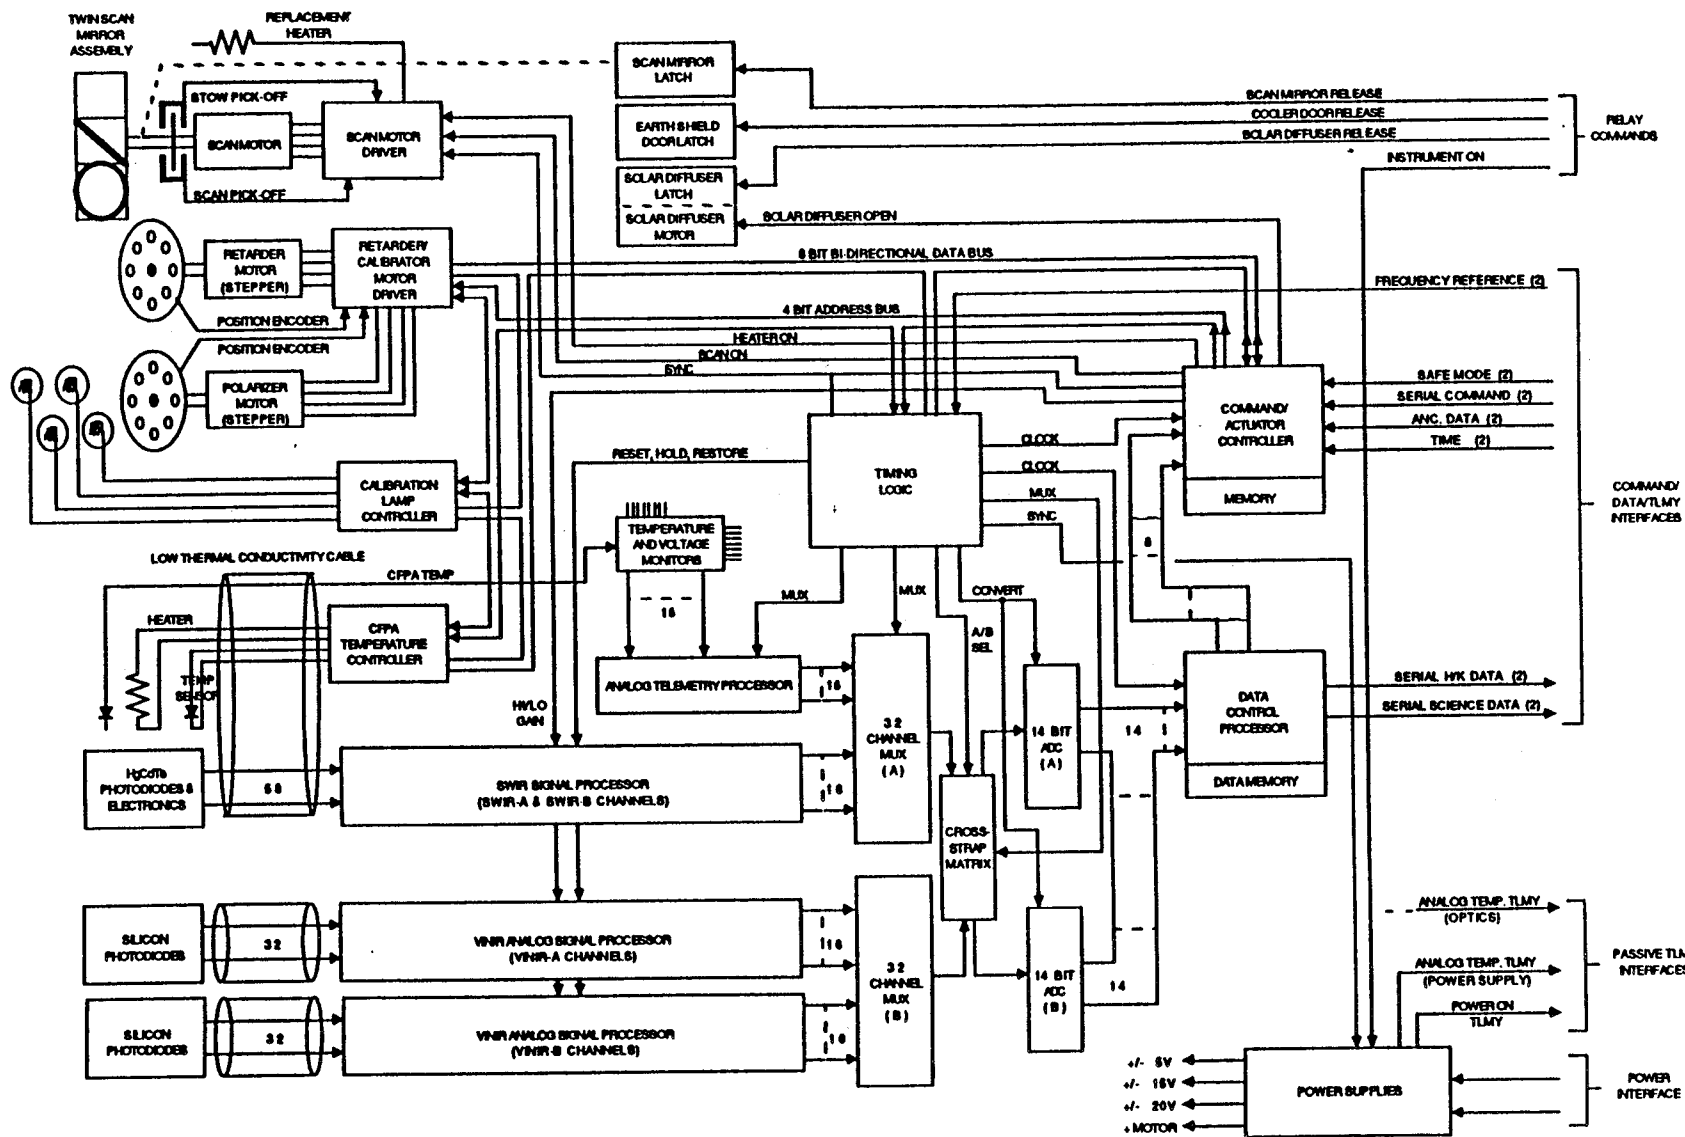 TWIN SCAN
MIRROR
ASSEMBLY
REPLACEMENT
HEATER
STOW PICK-OFF
SCAN MOTOR
SCAN MOTOR
DRIVER
SCAN PICK-OFF
SCAN MIRROR
LATCH
EARTH SHIELD
DOOR LATCH
SOLAR DIFFUSER
LATCH
SOLAR DIFFUSER
MOTOR
SCAN MIRROR RELEASE
COOLER DOOR RELEASE
SOLAR DIFFUSER RELEASE
INSTRUMENT ON
RELAY
COMMANDS
SOLAR DIFFUSER OPEN
8 BIT BI-DIRECTIONAL DATA BUS
FREQUENCY REFERENCE (2)
4 BIT ADDRESS BUS
HEATER ON
SCAN ON
SYNC
RETARDER
MOTOR
(STEPPER)
RETARDER/
CALIBRATOR
MOTOR
DRIVER
POSITION ENCODER
POSITION ENCODER
POLARIZER
MOTOR
(STEPPER)
COMMAND/
ACTUATOR
CONTROLLER
MEMORY
SAFE MODE (2)
SERIAL COMMAND (2)
ANC. DATA (2)
TIME (2)
COMMAND/
DATA/TLMY
INTERFACES
RESET, HOLD, RESTORE
TIMING
LOGIC
CLOCK
CLOCK
MUX
SYNC
8
CALIBRATION
LAMP
CONTROLLER
TEMPERATURE
AND VOLTAGE
MONITORS
LOW THERMAL CONDUCTIVITY CABLE
CFPA TEMP
16
MUX
MUX
CONVERT
A/B
SEL
HEATER
TEMP
SENSOR
CFPA
TEMPERATURE
CONTROLLER
ANALOG TELEMETRY PROCESSOR
16
HI/LO
GAIN
32
CHANNEL
MUX
(A)
14 BIT
ADC
(A)
14
DATA
CONTROL
PROCESSOR
DATA MEMORY
SERIAL H/K DATA (2)
SERIAL SCIENCE DATA (2)
HgCdTe
PHOTODIODES &
ELECTRONICS
68
SWIR SIGNAL PROCESSOR
(SWIR-A & SWIR-B CHANNELS)
16
CROSS-
STRAP
MATRIX
SILICON
PHOTODIODES
32
VNIR ANALOG SIGNAL PROCESSOR
(VNIR-A CHANNELS)
16
32
CHANNEL
MUX
(B)
14 BIT
ADC
(B)
14
SILICON
PHOTODIODES
32
VNIR ANALOG SIGNAL PROCESSOR
(VNIR-B CHANNELS)
16
ANALOG TEMP. TLMY
(OPTICS)
ANALOG TEMP. TLMY
(POWER SUPPLY)
POWER ON
TLMY
PASSIVE TLM
INTERFACES
+/- 5V
+/- 15V
+/- 20V
+ MOTOR
POWER SUPPLIES
POWER
INTERFACE